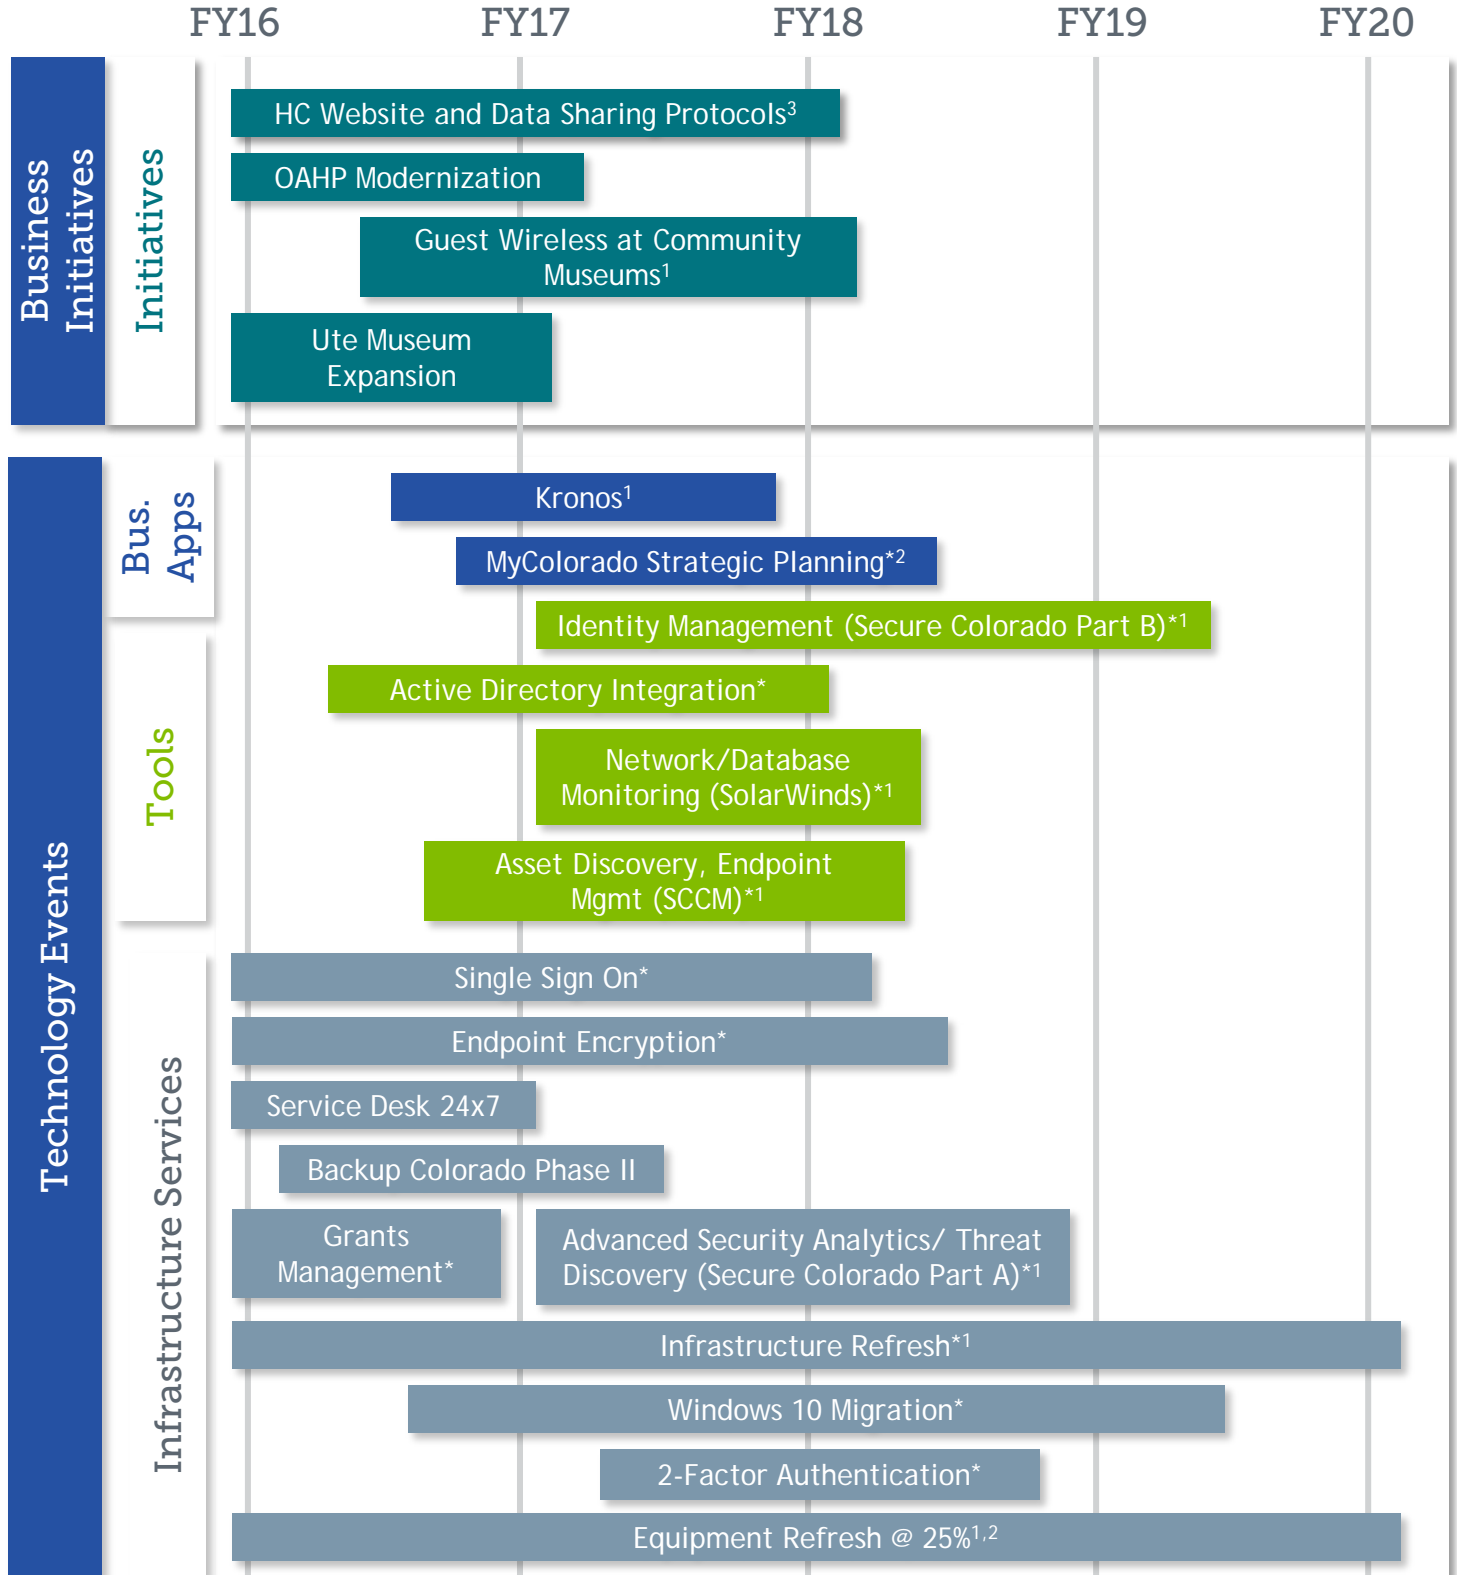 FY16 FY17 FY18 FY19 FY20
Business
Initiatives
Initiatives
HC Website and Data Sharing Protocols³
OAHP Modernization
Guest Wireless at Community
Museums¹
Ute Museum
Expansion
Technology Events
Bus.
Apps
Kronos¹
MyColorado Strategic Planning*²
Tools
Identity Management (Secure Colorado Part B)*¹
Active Directory Integration*
Network/Database
Monitoring (SolarWinds)*¹
Asset Discovery, Endpoint
Mgmt (SCCM)*¹
Infrastructure Services
Single Sign On*
Endpoint Encryption*
Service Desk 24x7
Backup Colorado Phase II
Grants
Management*
Advanced Security Analytics/ Threat
Discovery (Secure Colorado Part A)*¹
Infrastructure Refresh*¹
Windows 10 Migration*
2-Factor Authentication*
Equipment Refresh @ 25%¹,²